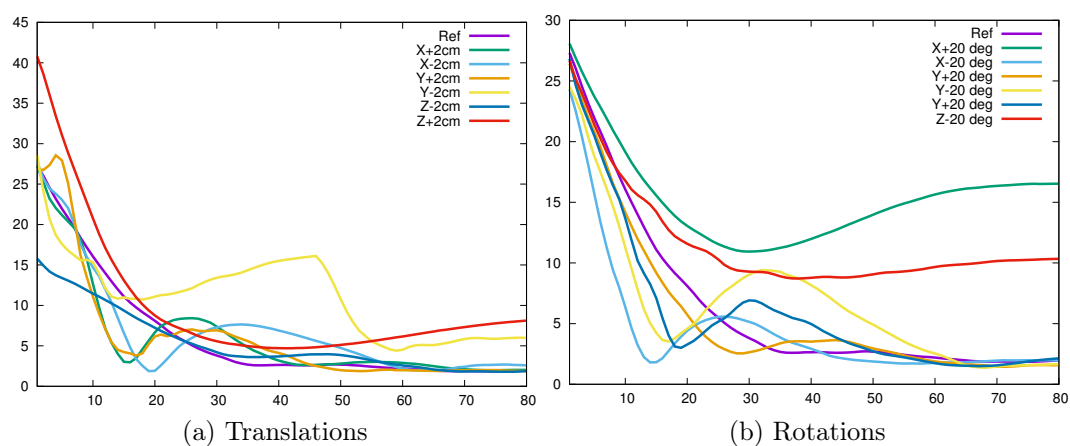 45
40
35
30
25
20
15
10
5
0
10 20 30 40 50 60 70 80
Ref
X+2cm
X-2cm
Y+2cm
Y-2cm
Z-2cm
Z+2cm
(a) Translations
30
25
20
15
10
5
0
10 20 30 40 50 60 70 80
Ref
X+20 deg
X-20 deg
Y+20 deg
Y-20 deg
Y+20 deg
Z-20 deg
(b) Rotations